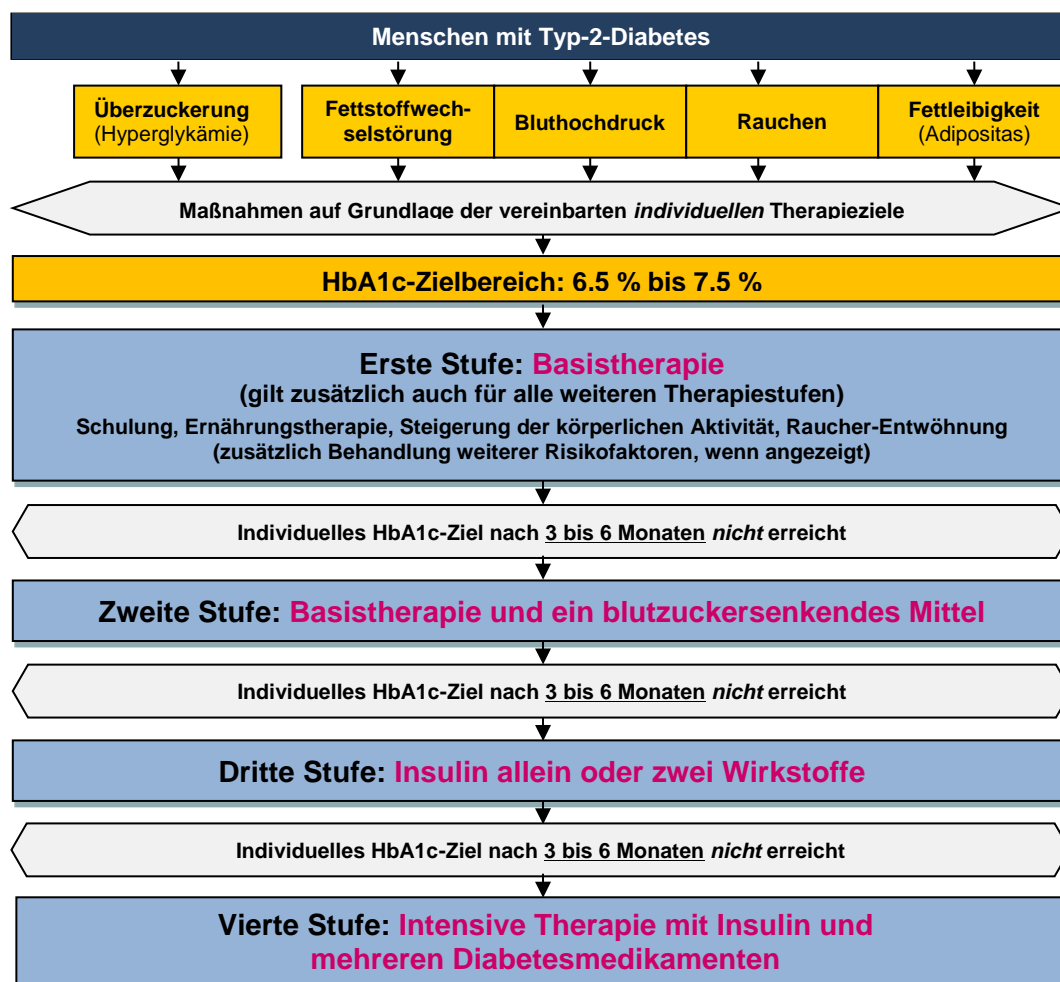 Menschen mit Typ-2-Diabetes
Überzuckerung
(Hyperglykämie)
Fettstoffwech-
selstörung
Bluthochdruck
Rauchen
Fettleibigkeit
(Adipositas)
Maßnahmen auf Grundlage der vereinbarten individuellen Therapieziele
HbA1c-Zielbereich: 6.5 % bis 7.5 %
Erste Stufe: Basistherapie
(gilt zusätzlich auch für alle weiteren Therapiestufen)
Schulung, Ernährungstherapie, Steigerung der körperlichen Aktivität, Raucher-Entwöhnung
(zusätzlich Behandlung weiterer Risikofaktoren, wenn angezeigt)
Individuelles HbA1c-Ziel nach 3 bis 6 Monaten nicht erreicht
Zweite Stufe: Basistherapie und ein blutzuckersenkendes Mittel
Individuelles HbA1c-Ziel nach 3 bis 6 Monaten nicht erreicht
Dritte Stufe: Insulin allein oder zwei Wirkstoffe
Individuelles HbA1c-Ziel nach 3 bis 6 Monaten nicht erreicht
Vierte Stufe: Intensive Therapie mit Insulin und
mehreren Diabetesmedikamenten